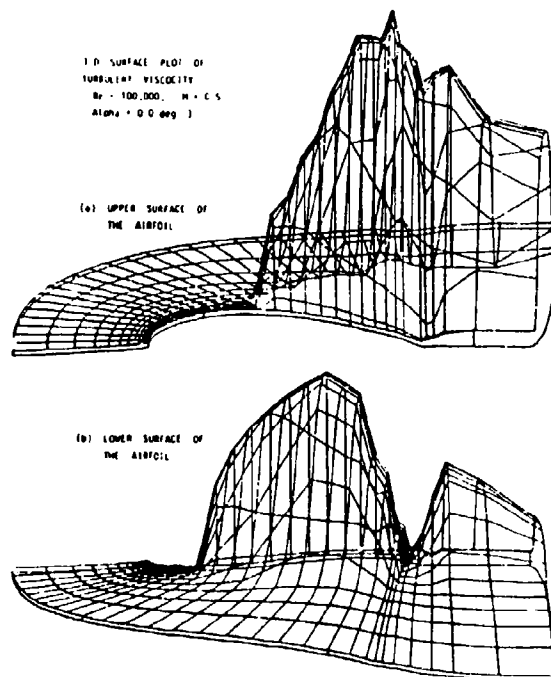 3 D SURFACE PLOT OF
TURBULENT VISCOSITY
Re = 100,000, M = 0.5
Alpha = 0.0 deg )
(a) UPPER SURFACE OF
THE AIRFOIL
(b) LOWER SURFACE OF
THE AIRFOIL